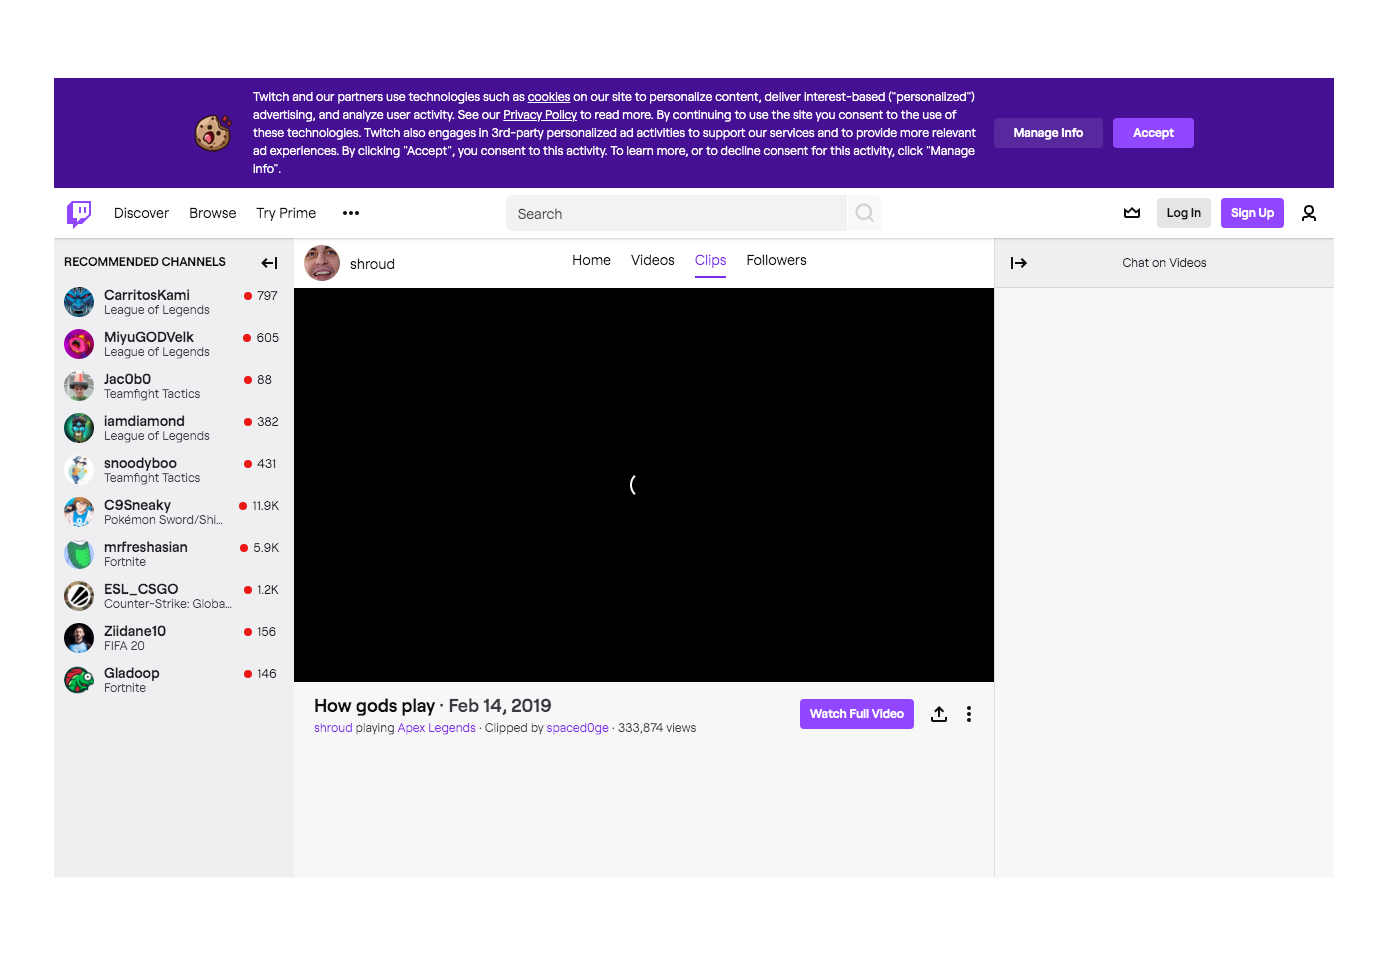 Twitch and our partners use technologies such as cookies on our site to personalize content, deliver interest-based ("personalized")
advertising, and analyze user activity. See our Privacy Policy to read more. By continuing to use the site you consent to the use of
these technologies. Twitch also engages in 3rd-party personalized ad activities to support our services and to provide more relevant
ad experiences. By clicking "Accept", you consent to this activity. To learn more, or to decline consent for this activity, click "Manage
Info".
Manage Info
Accept
Discover
Browse
Try Prime
Search
Log In
Sign Up
RECOMMENDED CHANNELS
CarritosKami 797
League of Legends
MiyuGODVelk 605
League of Legends
Jac0b0 88
Teamfight Tactics
iamdiamond 382
League of Legends
snoodyboo 431
Teamfight Tactics
C9Sneaky 11.9K
Pokémon Sword/Shi...
mrfreshasian 5.9K
Fortnite
ESL_CSGO 1.2K
Counter-Strike: Globa...
Ziidane10 156
FIFA 20
Gladoop 146
Fortnite
shroud
Home
Videos
Clips
Followers
How gods play · Feb 14, 2019
shroud playing Apex Legends · Clipped by spaced0ge · 333,874 views
Watch Full Video
Chat on Videos